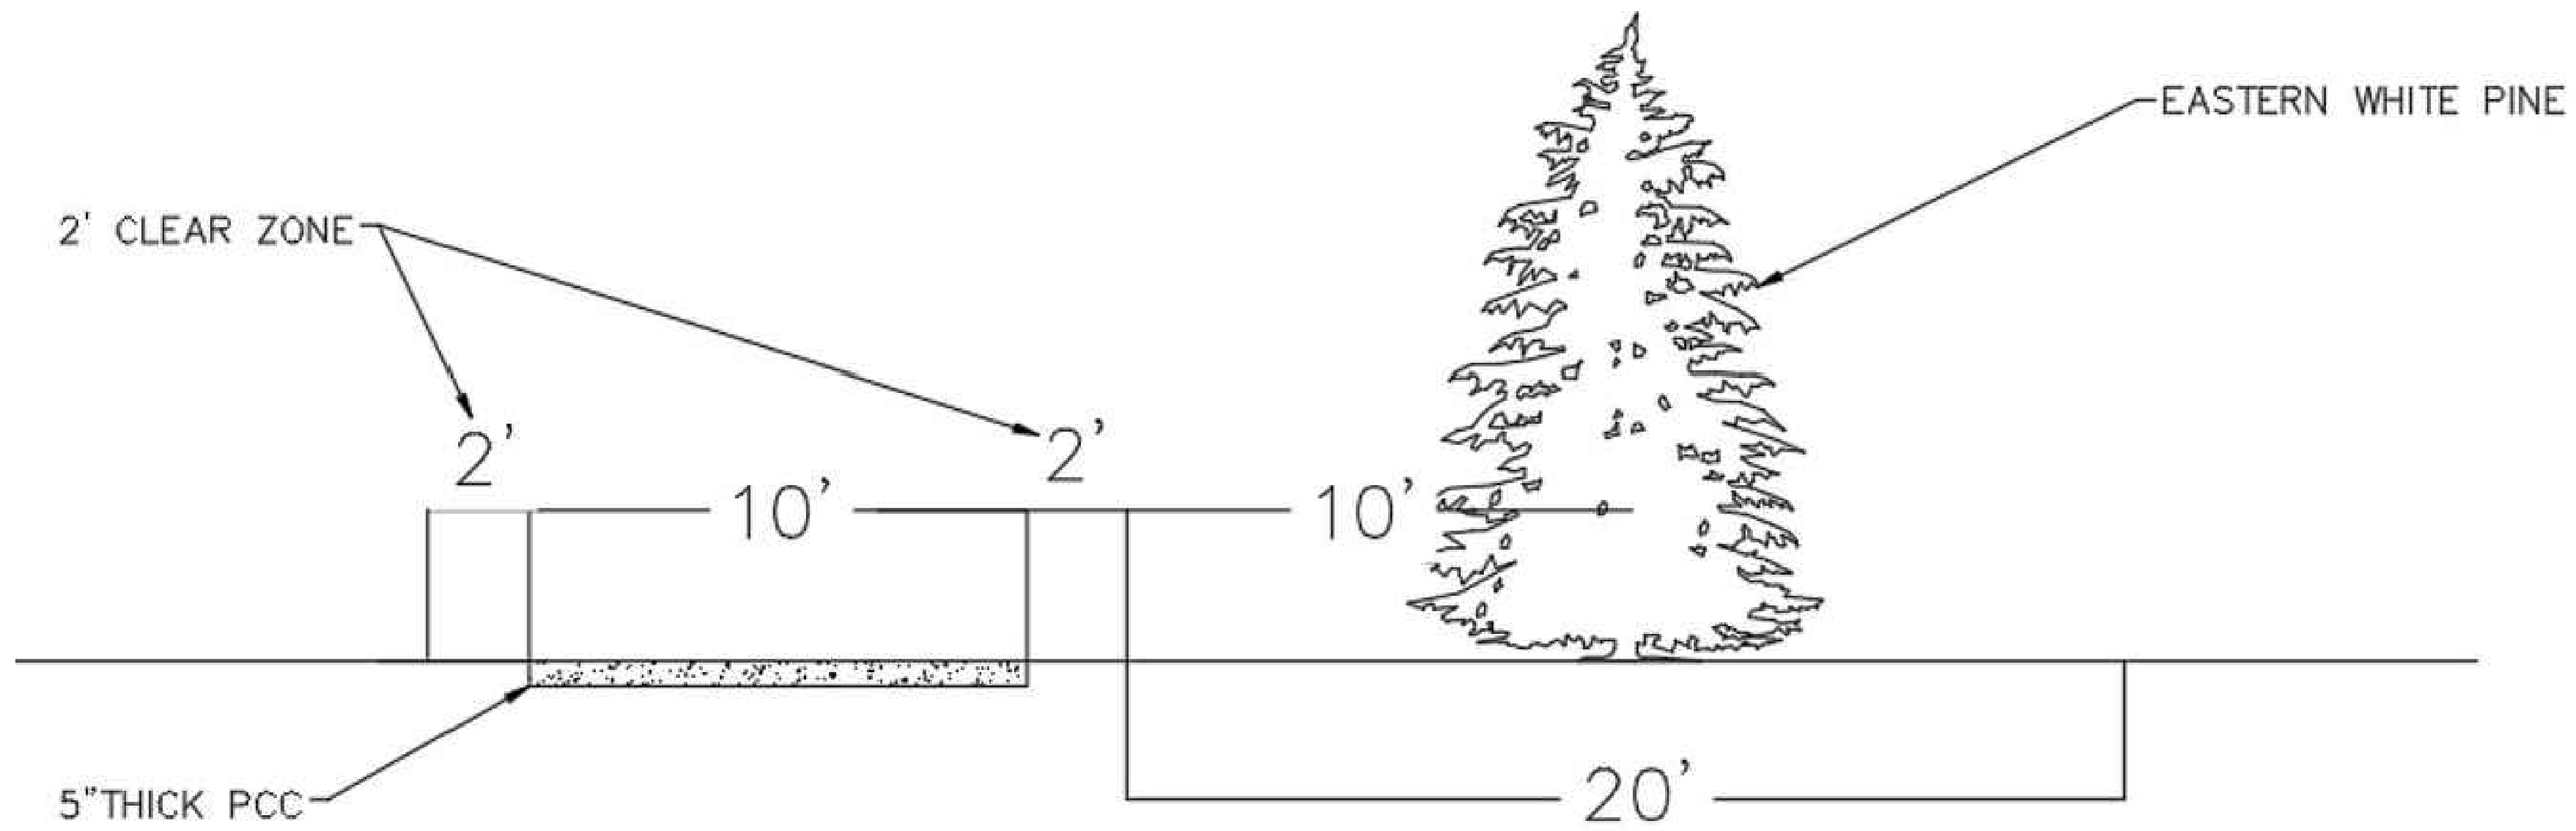 EASTERN WHITE PINE
2' CLEAR ZONE
2'
2'
10'
10'
20'
5"THICK PCC